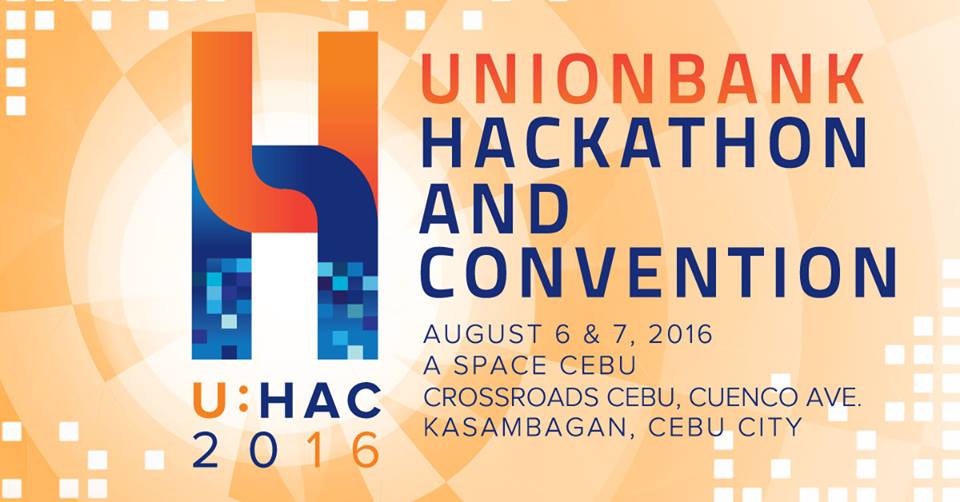 UNIONBANK
HACKATHON
AND
CONVENTION
AUGUST 6 & 7, 2016
A SPACE CEBU
CROSSROADS CEBU, CUENCO AVE.
KASAMBAGAN, CEBU CITY
H
U:HAC
2016